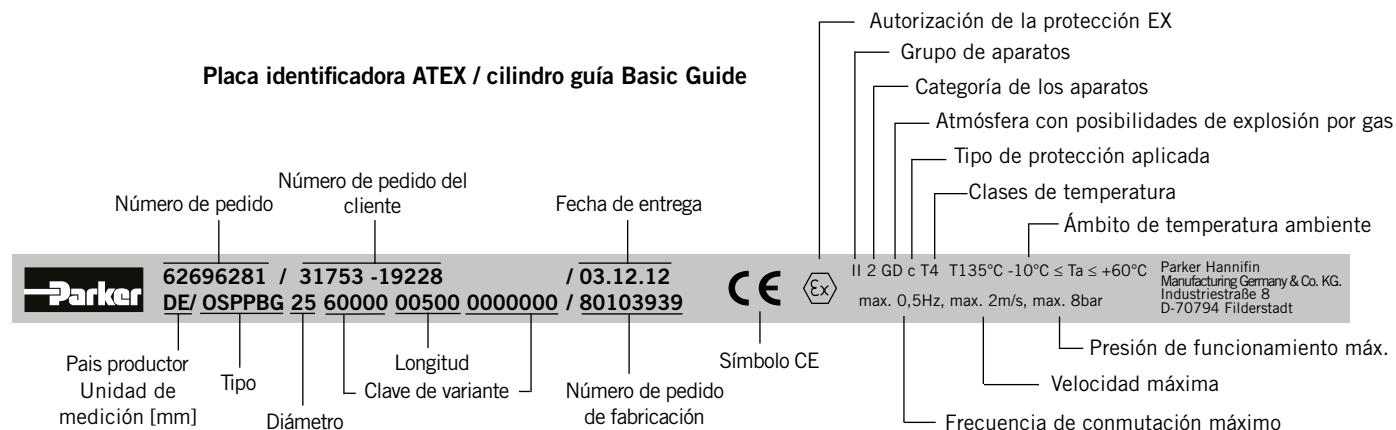 Autorización de la protección EX
Grupo de aparatos
Placa identificadora ATEX / cilindro guía Basic Guide
Categoría de los aparatos
Atmósfera con posibilidades de explosión por gas
Tipo de protección aplicada
Clases de temperatura
Ámbito de temperatura ambiente
Número de pedido
Número de pedido del
cliente
Fecha de entrega
Parker
62696281 / 31753 -19228 / 03.12.12
DE/ OSPPBG 25 60000 00500 0000000 / 80103939
CE
Ex
II 2 GD c T4 T135°C -10°C ≤ Ta ≤ +60°C
max. 0,5Hz, max. 2m/s, max. 8bar
Parker Hannifin
Manufacturing Germany & Co. KG.
Industriestraße 8
D-70794 Filderstadt
Pais productor
Unidad de
medición [mm]
Tipo
Diámetro
Longitud
Clave de variante
Número de pedido
de fabricación
Símbolo CE
Presión de funcionamiento máx.
Velocidad máxima
Frecuencia de conmutación máximo